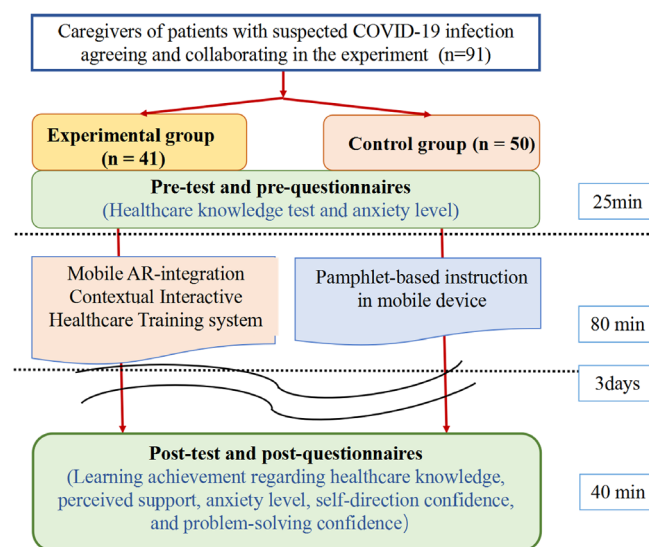 Caregivers of patients with suspected COVID-19 infection
agreeing and collaborating in the experiment (n=91)
Experimental group
(n = 41)
Control group (n = 50)
Pre-test and pre-questionnaires
(Healthcare knowledge test and anxiety level)
25min
Mobile AR-integration
Contextual Interactive
Healthcare Training system
Pamphlet-based instruction
in mobile device
80 min
3days
Post-test and post-questionnaires
(Learning achievement regarding healthcare knowledge,
perceived support, anxiety level, self-direction confidence,
and problem-solving confidence)
40 min